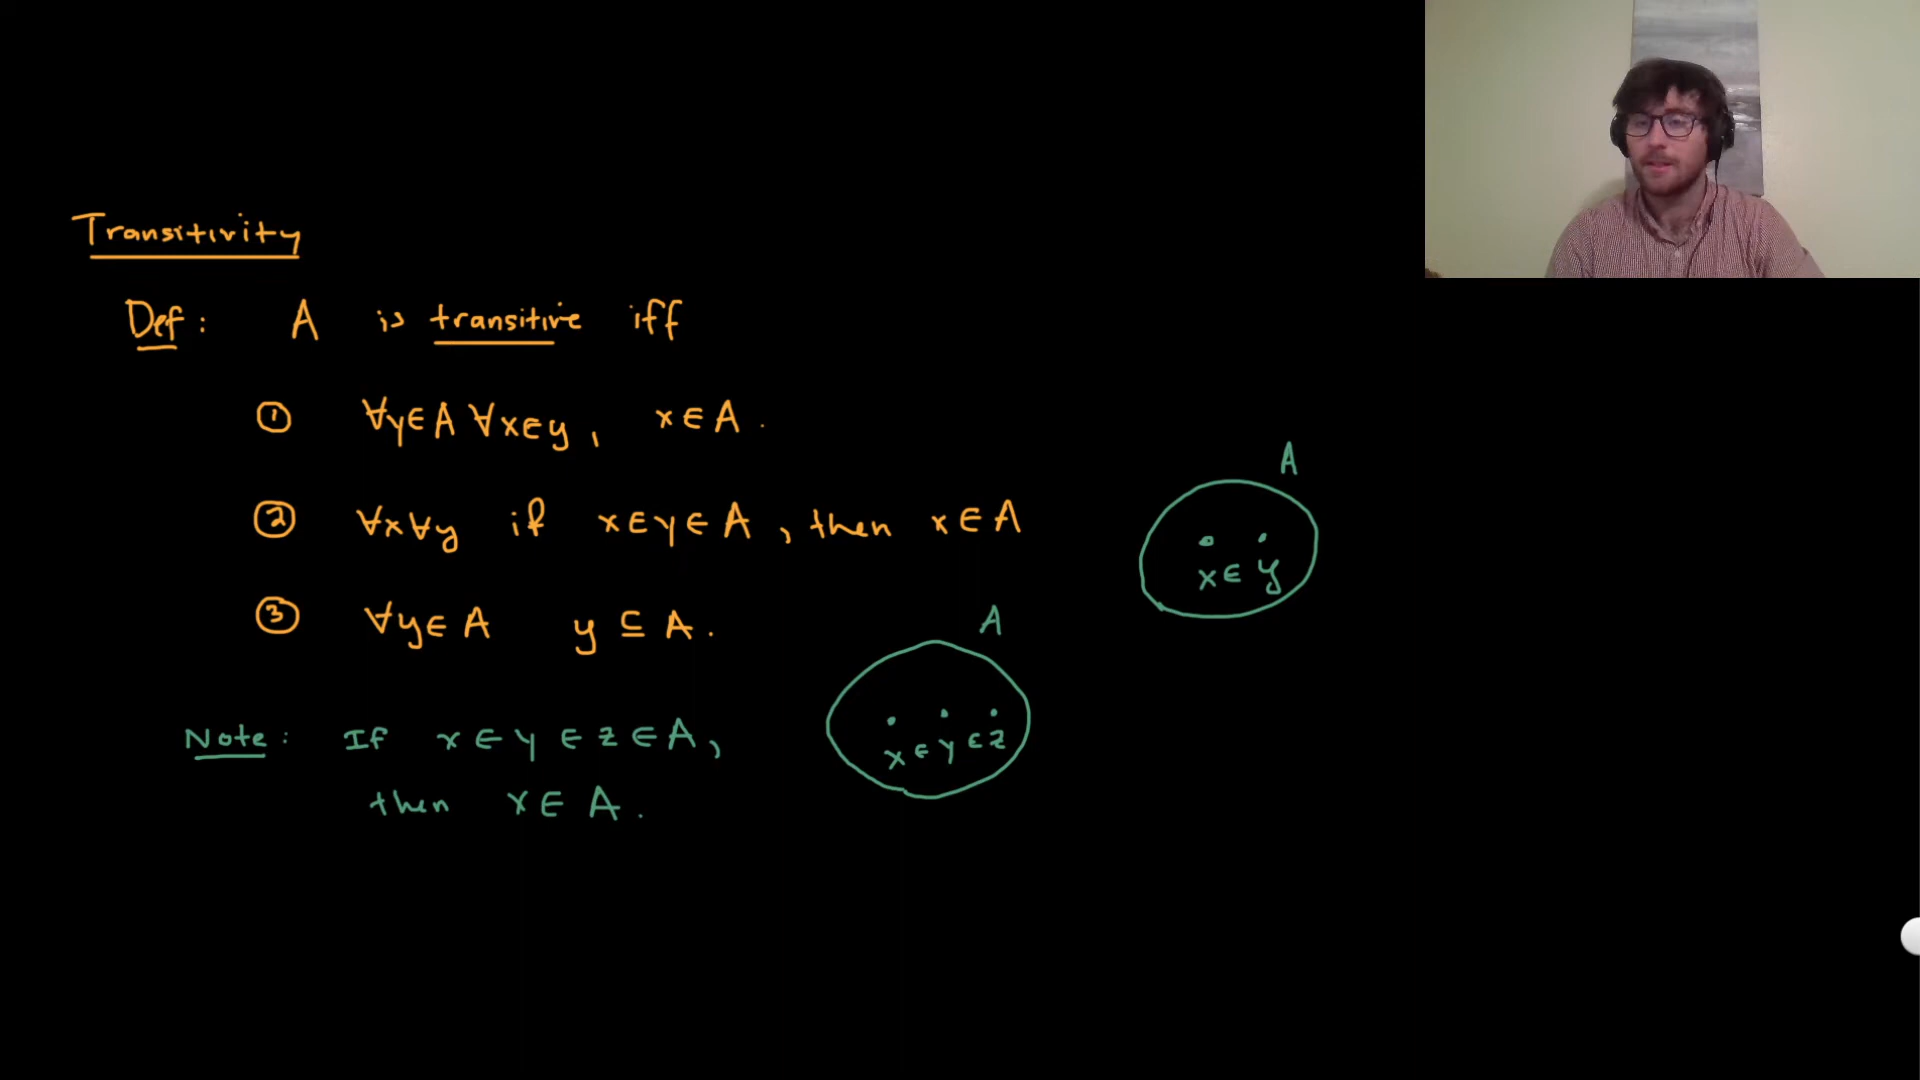 Transitivity
Def: A is transitive iff
① ∀y∈A ∀x∈y, x∈A.
② ∀x∀y if x∈y∈A, then x∈A
③ ∀y∈A y⊆A.
A
x∈y
A
x∈y∈z
Note: If x∈y∈z∈A,
then x∈A.